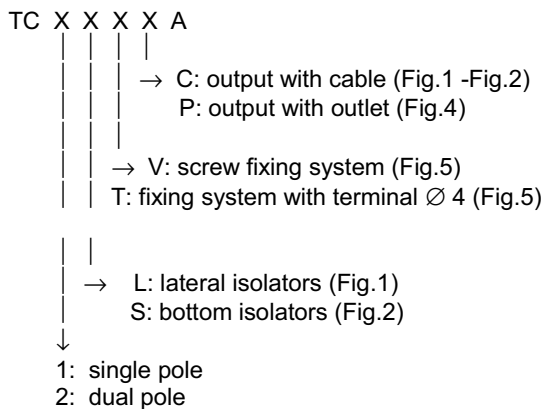 TC X X X X A
→ C: output with cable (Fig.1 -Fig.2)
P: output with outlet (Fig.4)
→ V: screw fixing system (Fig.5)
T: fixing system with terminal ∅ 4 (Fig.5)
→ L: lateral isolators (Fig.1)
S: bottom isolators (Fig.2)
↓
1: single pole
2: dual pole